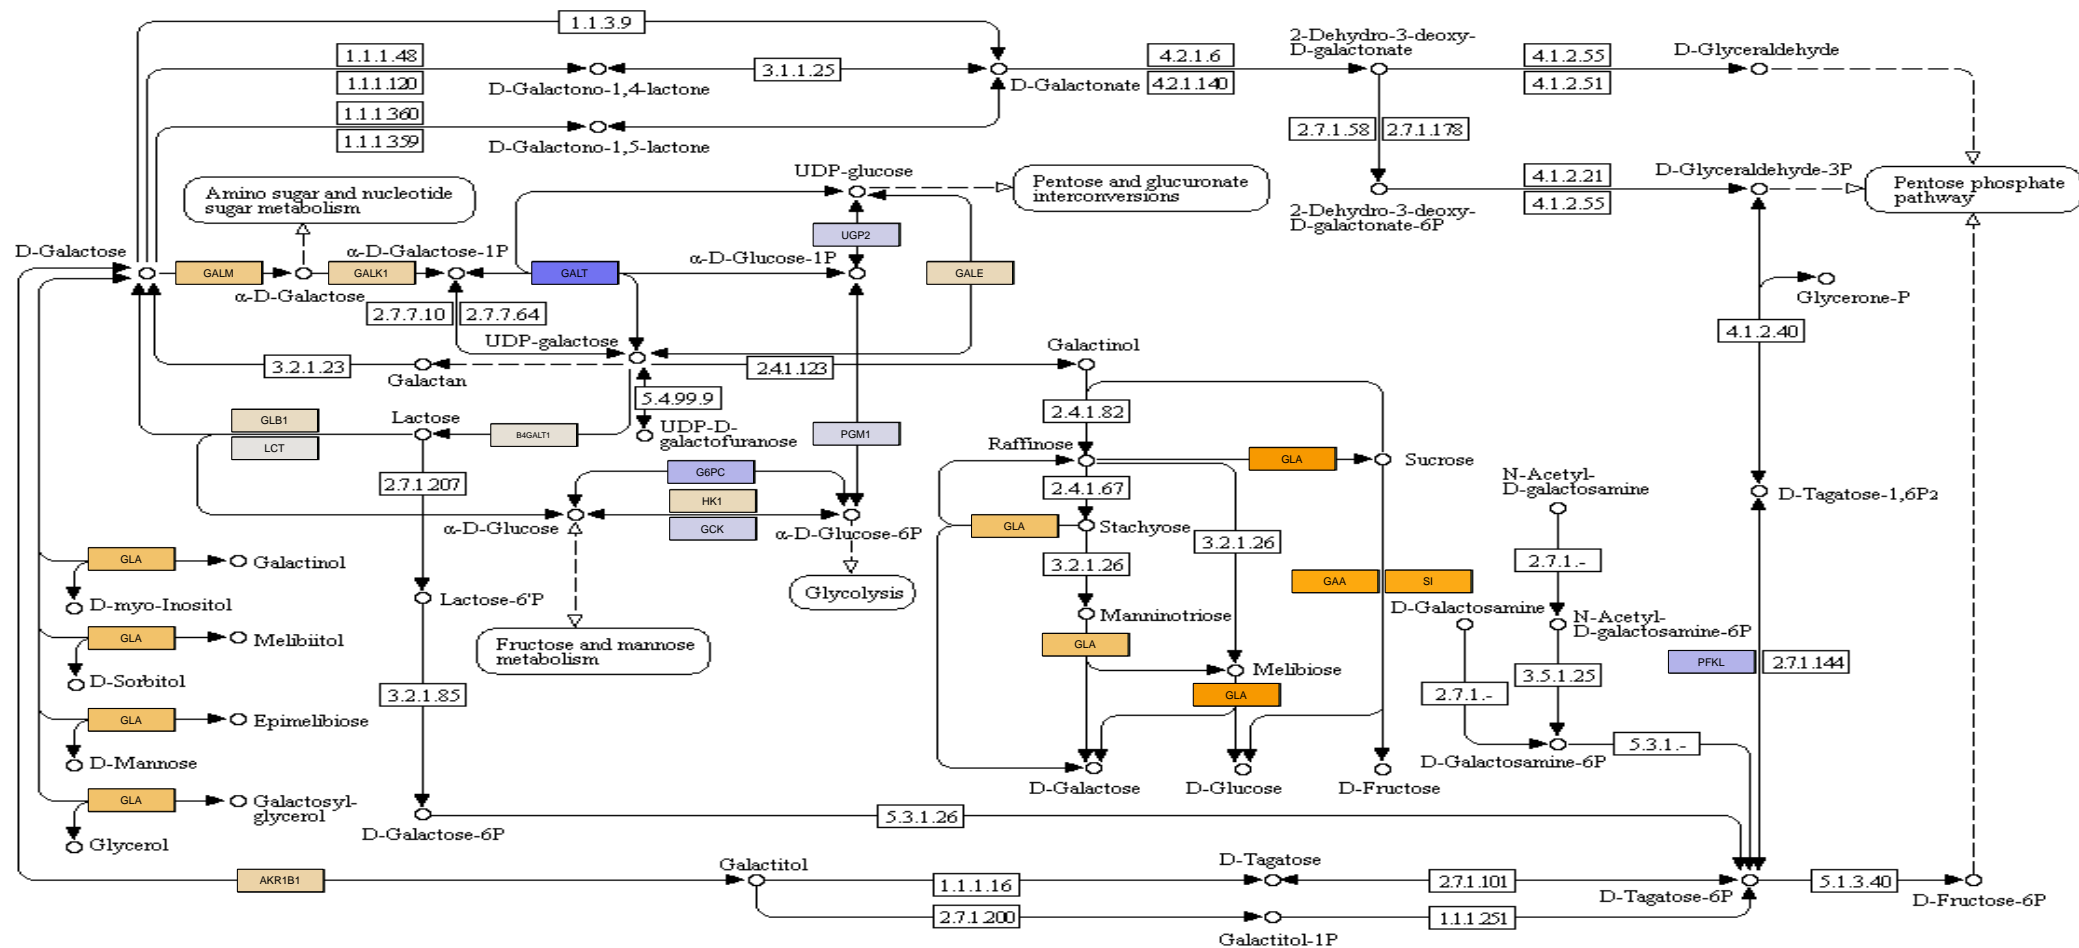 1.1.3.9
1.1.1.48
1.1.1.120
D-Galactono-1,4-lactone
3.1.1.25
D-Galactonate
4.2.1.6
4.2.1.140
2-Dehydro-3-deoxy-
D-galactonate
4.1.2.55
4.1.2.51
D-Glyceraldehyde
1.1.1.360
1.1.1.359
D-Galactono-1,5-lactone
2.7.1.58
2.7.1.178
UDP-glucose
Amino sugar and nucleotide
sugar metabolism
Pentose and glucuronate
interconversions
4.1.2.21
4.1.2.55
D-Glyceraldehyde-3P
Pentose phosphate
pathway
2-Dehydro-3-deoxy-
D-galactonate-6P
UGP2
D-Galactose
GALM
α-D-Galactose
GALK1
α-D-Galactose-1P
GALT
α-D-Glucose-1P
GALE
Glycerone-P
2.7.7.10
2.7.7.64
4.1.2.40
UDP-galactose
3.2.1.23
Galactan
2.4.1.123
Galactinol
5.4.99.9
UDP-D-
galactofuranose
GLB1
LCT
Lactose
B4GALT1
PGM1
2.4.1.82
Raffinose
GLA
Sucrose
2.7.1.207
G6PC
HK1
GCK
α-D-Glucose
α-D-Glucose-6P
2.4.1.67
GLA
Stachyose
3.2.1.26
3.2.1.26
N-Acetyl-
D-galactosamine
D-Tagatose-1,6P2
2.7.1.-
GLA
Galactinol
D-myo-Inositol
Lactose-6'P
Glycolysis
GAA
SI
Manninotriose
D-Galactosamine
N-Acetyl-
D-galactosamine-6P
GLA
Melibiitol
D-Sorbitol
Fructose and mannose
metabolism
GLA
Melibiose
GLA
PFKL
2.7.1.144
3.2.1.85
2.7.1.-
3.5.1.25
GLA
Epimelibiose
D-Mannose
5.3.1.-
D-Galactosamine-6P
D-Galactose
D-Glucose
D-Fructose
GLA
Galactosyl-
glycerol
Glycerol
D-Galactose-6P
5.3.1.26
AKR1B1
Galactitol
1.1.1.16
D-Tagatose
2.7.1.101
D-Tagatose-6P
5.1.3.40
D-Fructose-6P
2.7.1.200
Galactitol-1P
1.1.1.251